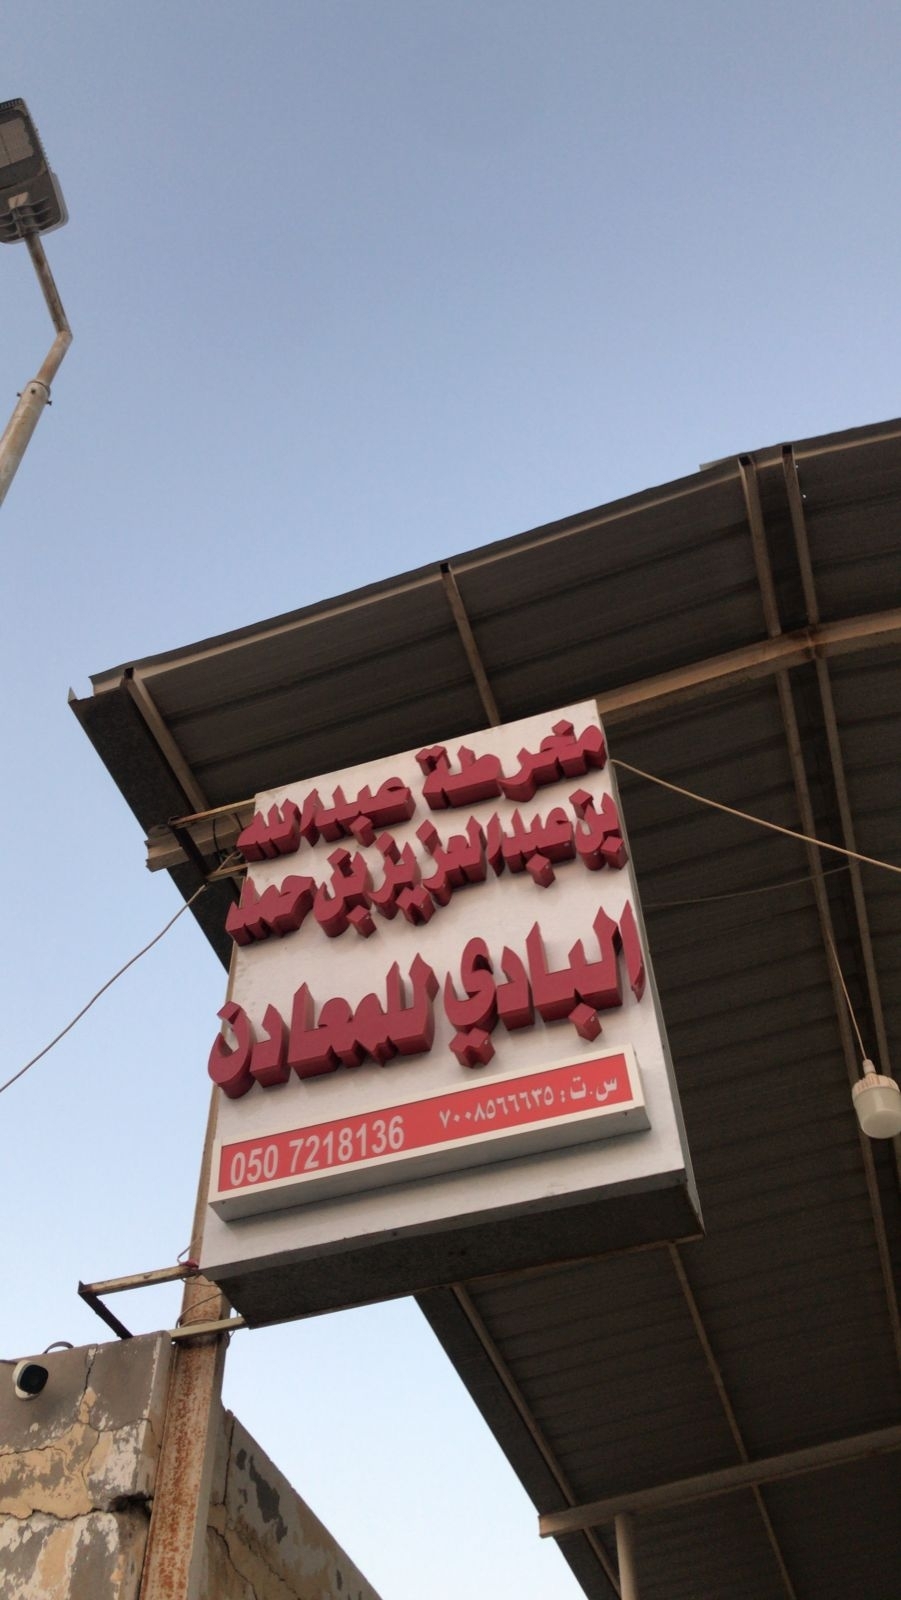 مخرطة عبدالله
بن عبدالعزيز بن حمد
البادي للمعادن
س.ت : ٧٠٠٨٥٦٦٦٣٥
050 7218136